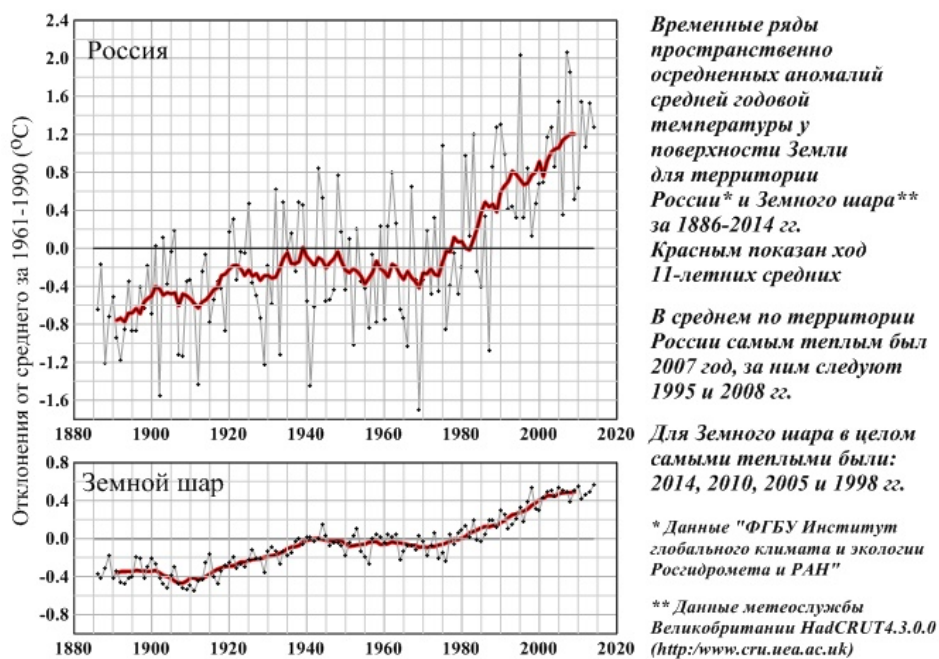 Отклонения от среднего за 1961-1990 (°C)
Россия
2.4
2.0
1.6
1.2
0.8
0.4
0.0
-0.4
-0.8
-1.2
-1.6
1880 1900 1920 1940 1960 1980 2000 2020
Земной шар
0.8
0.4
0.0
-0.4
-0.8
1880 1900 1920 1940 1960 1980 2000 2020
Временные ряды
пространственно
осредненных аномалий
средней годовой
температуры у
поверхности Земли
для территории
России* и Земного шара**
за 1886-2014 гг.
Красным показан ход
11-летних средних
В среднем по территории
России самым теплым был
2007 год, за ним следуют
1995 и 2008 гг.
Для Земного шара в целом
самыми теплыми были:
2014, 2010, 2005 и 1998 гг.
* Данные "ФГБУ Институт
глобального климата и экологии
Росгидромета и РАН"
** Данные метеослужбы
Великобритании HadCRUT4.3.0.0
(http:/www.cru.uea.ac.uk)